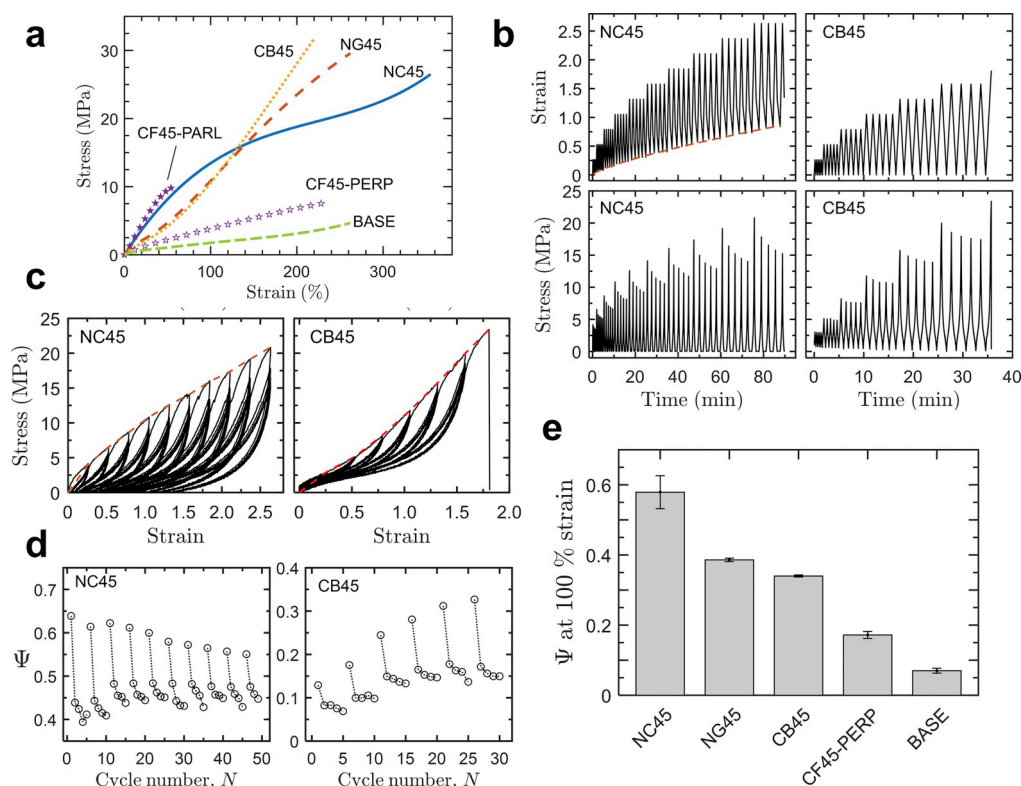 a
Stress (MPa)
30
20
10
0
0
100
200
300
Strain (%)
CB45
NG45
NC45
CF45-PARL
CF45-PERP
BASE
b
NC45
CB45
Strain
2.5
2.0
1.5
1.0
0.5
0
NC45
CB45
Stress (MPa)
25
20
15
10
5
0
0
20
40
60
80
0
10
20
30
40
Time (min)
Time (min)
c
NC45
CB45
Stress (MPa)
25
20
15
10
5
0
0
0.5
1.0
1.5
2.0
2.5
0
0.5
1.0
1.5
2.0
Strain
Strain
d
NC45
CB45
Ψ
0.7
0.6
0.5
0.4
0.4
0.3
0.2
0.1
0
0
10
20
30
40
50
0
5
10
15
20
25
30
Cycle number, N
Cycle number, N
e
Ψ at 100 % strain
0.6
0.4
0.2
0
NC45
NG45
CB45
CF45-PERP
BASE